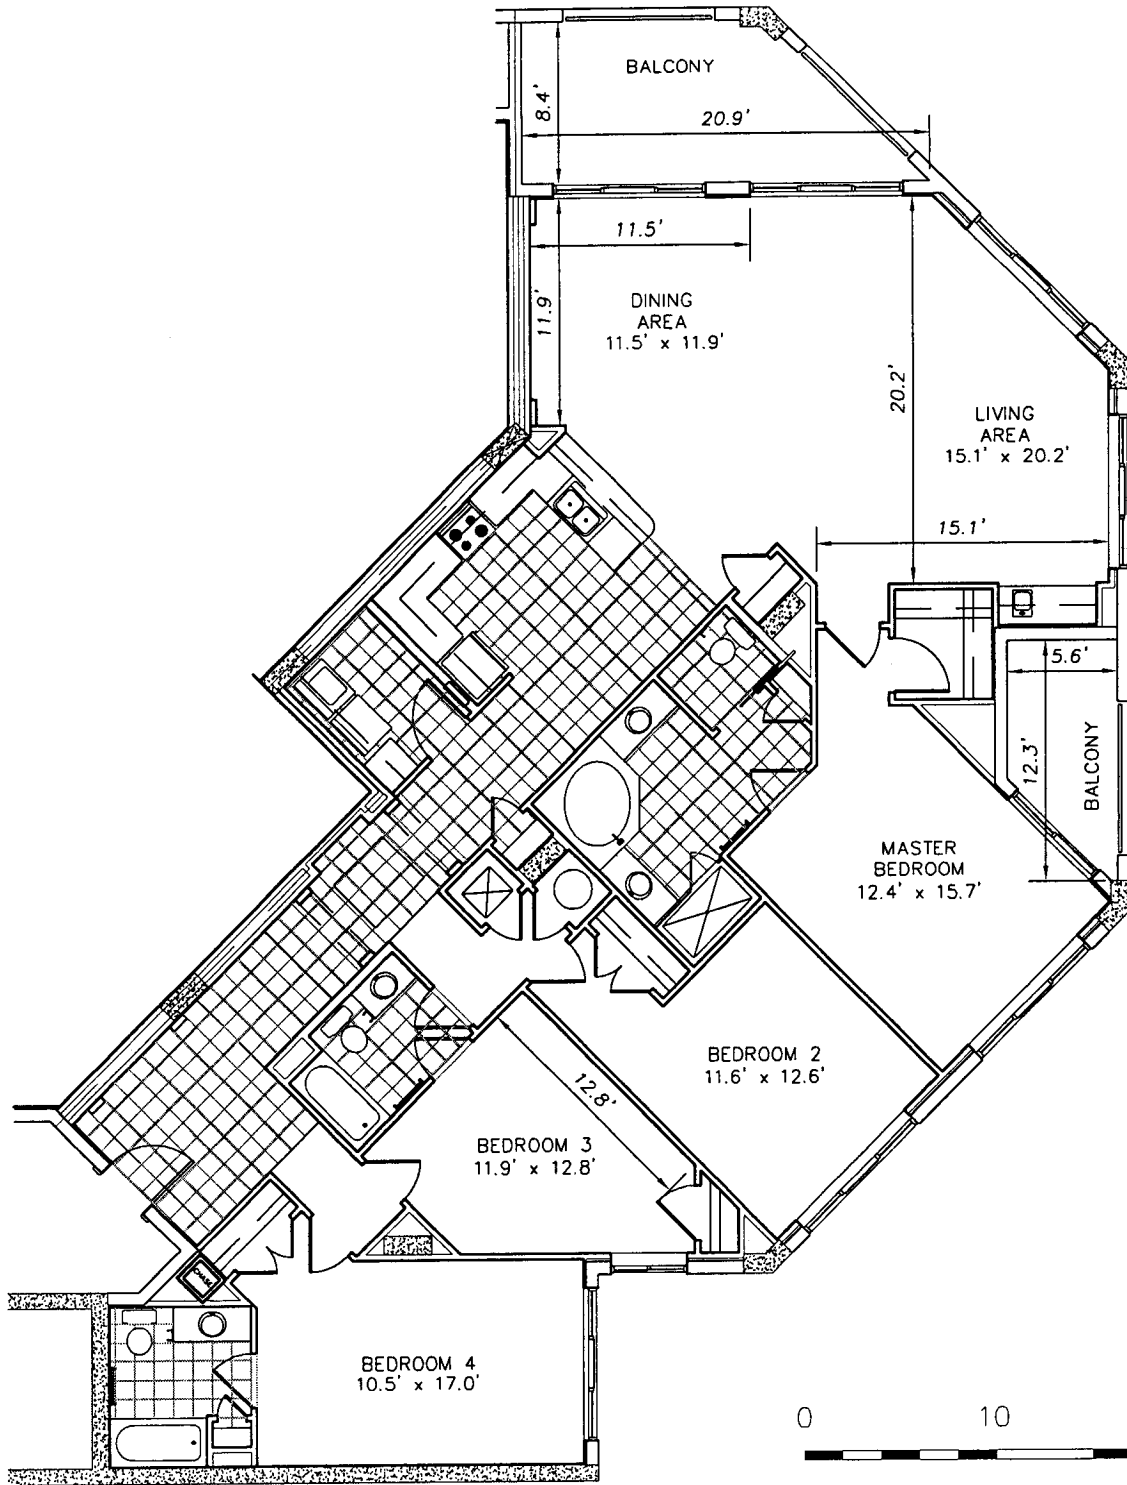 BALCONY
8.4'
20.9'
11.5'
11.9'
DINING
AREA
11.5' x 11.9'
20.2'
LIVING
AREA
15.1' x 20.2'
15.1'
5.6'
12.3'
BALCONY
MASTER
BEDROOM
12.4' x 15.7'
BEDROOM 2
11.6' x 12.6'
12.8'
BEDROOM 3
11.9' x 12.8'
CHASE
BEDROOM 4
10.5' x 17.0'
0 10